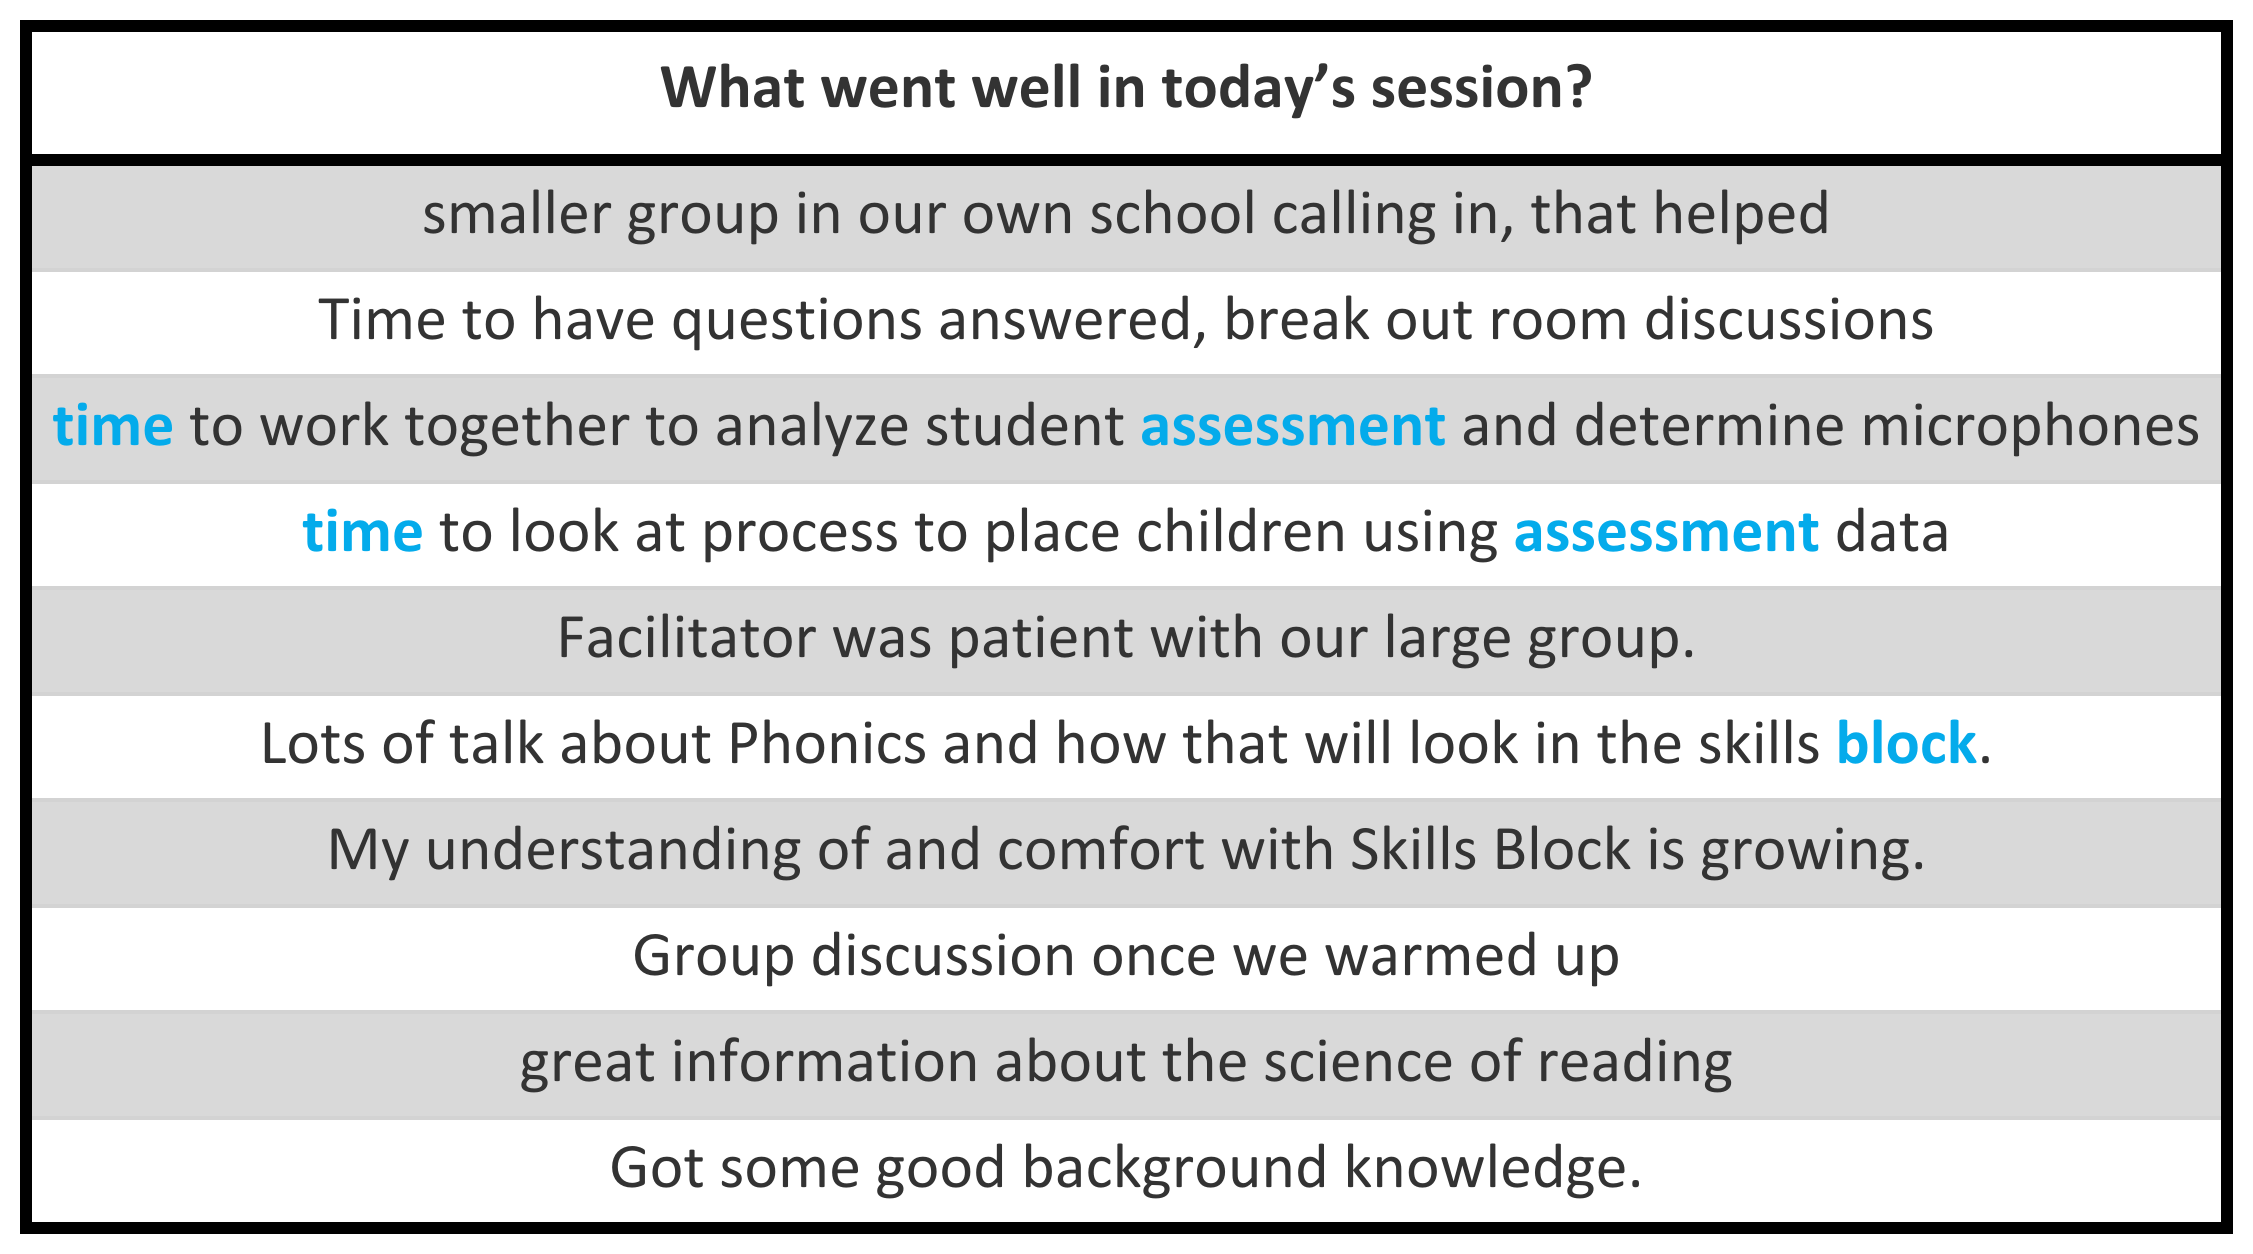 What went well in today’s session?
smaller group in our own school calling in, that helped
Time to have questions answered, break out room discussions
time to work together to analyze student assessment and determine microphones
time to look at process to place children using assessment data
Facilitator was patient with our large group.
Lots of talk about Phonics and how that will look in the skills block.
My understanding of and comfort with Skills Block is growing.
Group discussion once we warmed up
great information about the science of reading
Got some good background knowledge.